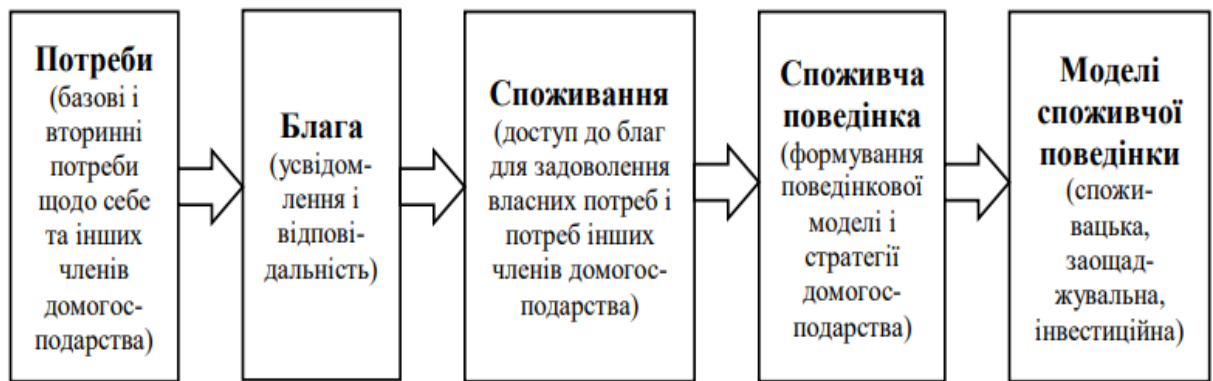 Потреби
(базові і
вторинні
потреби
щодо себе
та інших
членів
домогос-
подарства)
Блага
(усвідом-
лення і
відпові-
дальність)
Споживання
(доступ до благ
для задоволення
власних потреб і
потреб інших
членів домогос-
подарства)
Споживча
поведінка
(формування
поведінкової
моделі і
стратегії
домогос-
подарства)
Моделі
споживчої
поведінки
(спожи-
вацька,
заощад-
жувальна,
інвестиційна)